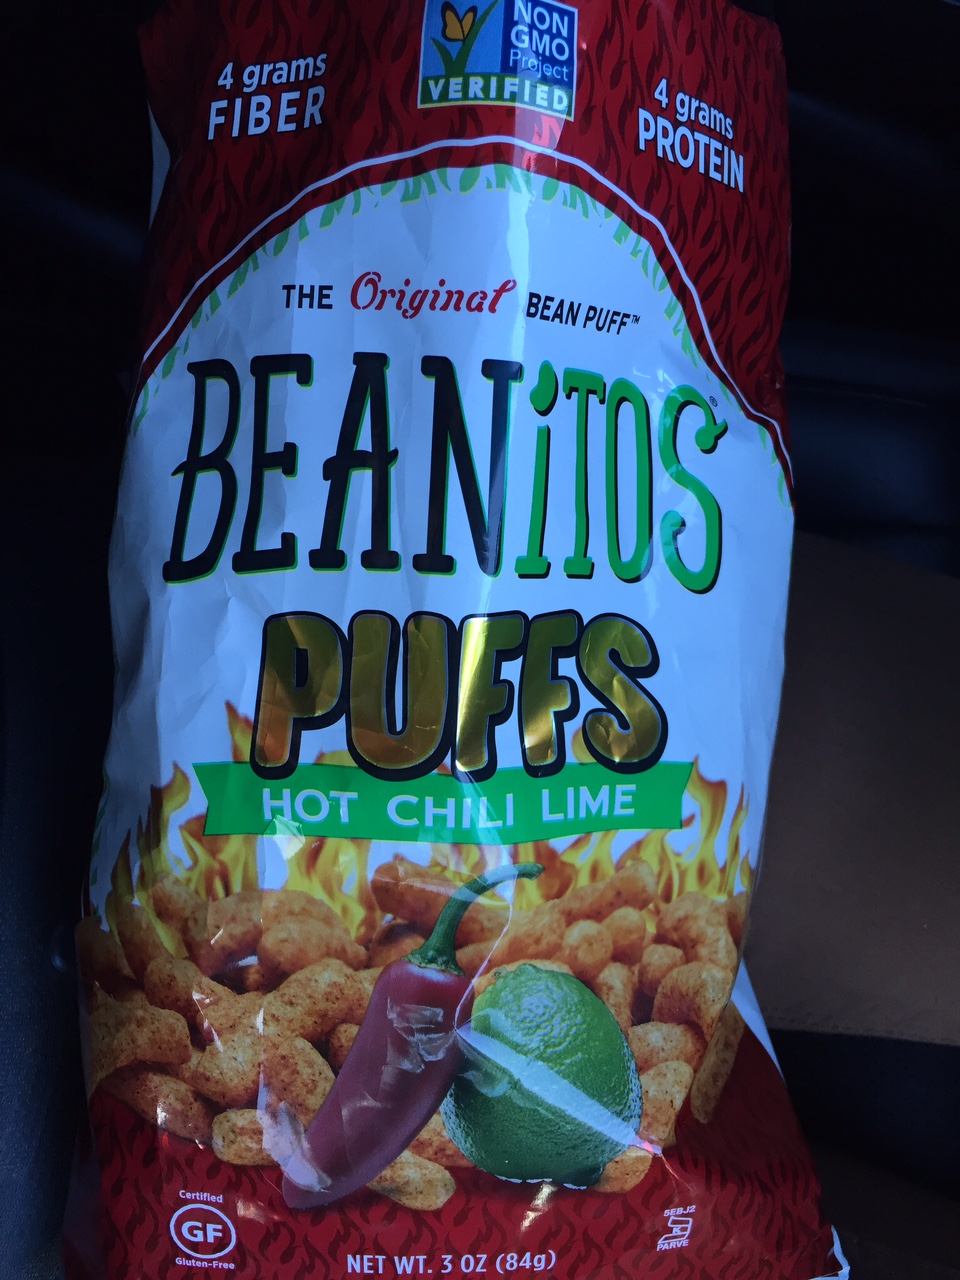 4 grams
FIBER
NON
GMO
Project
VERIFIED
4 grams
PROTEIN
THE Original BEAN PUFF™
BEANiTOS®
PUFFS
HOT CHILI LIME
Certified
GF
Gluten-Free
NET WT. 3 OZ (84g)
5EBJ2
K
PARVE